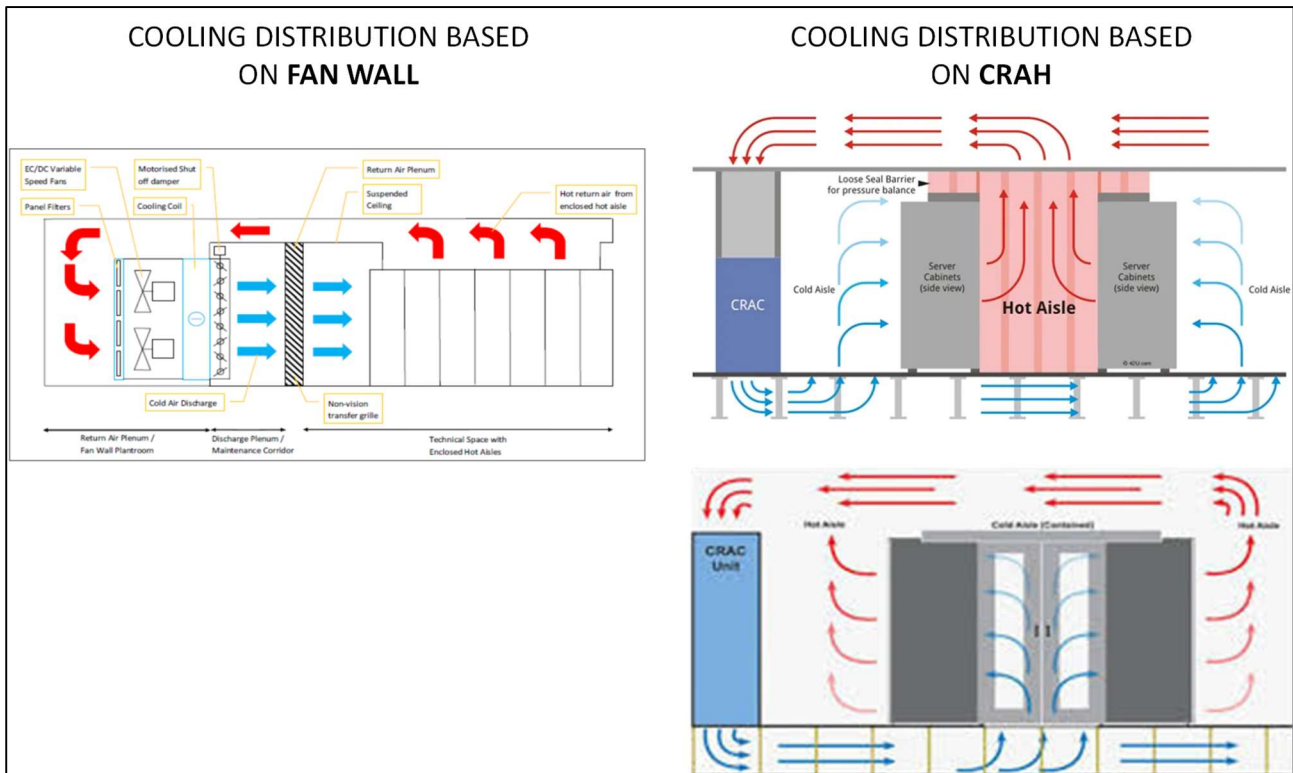 COOLING DISTRIBUTION BASED
ON FAN WALL
EC/DC Variable
Speed Fans
Motorised Shut
off damper
Return Air Plenum
Panel Filters
Cooling Coil
Suspended
Ceiling
Hot return air from
enclosed hot aisle
Cold Air Discharge
Non-vision
transfer grille
Return Air Plenum /
Fan Wall Plantroom
Discharge Plenum /
Maintenance Corridor
Technical Space with
Enclosed Hot Aisles
COOLING DISTRIBUTION BASED
ON CRAH
Loose Seal Barrier
for pressure balance
CRAC
Cold Aisle
Server
Cabinets
(side view)
Hot Aisle
Server
Cabinets
(side view)
Cold Aisle
© 42U.com
Hot Aisle
Cold Aisle (Contained)
Hot Aisle
CRAC
Unit